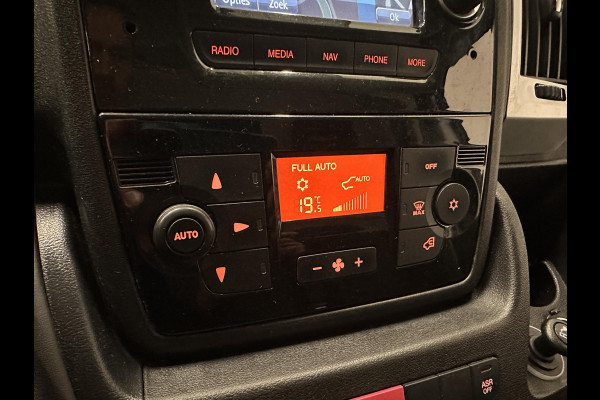 Opties Zoek Ok
RADIO MEDIA NAV PHONE MORE
FULL AUTO
AUTO
19.5 °C
OFF
MAX
AUTO
- +
ASR OFF